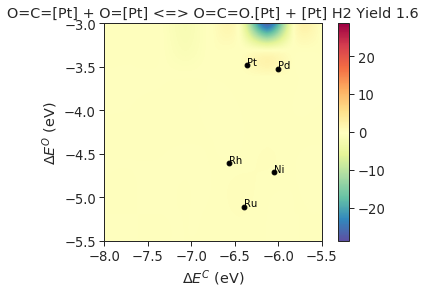 O=C=[Pt] + O=[Pt] <=> O=C=O.[Pt] + [Pt] H2 Yield 1.6
−3.0
−3.5
−4.0
−4.5
−5.0
−5.5
ΔE^O (eV)
Pt
Pd
Rh
Ni
Ru
−8.0 −7.5 −7.0 −6.5 −6.0 −5.5
ΔE^C (eV)
20
10
0
−10
−20